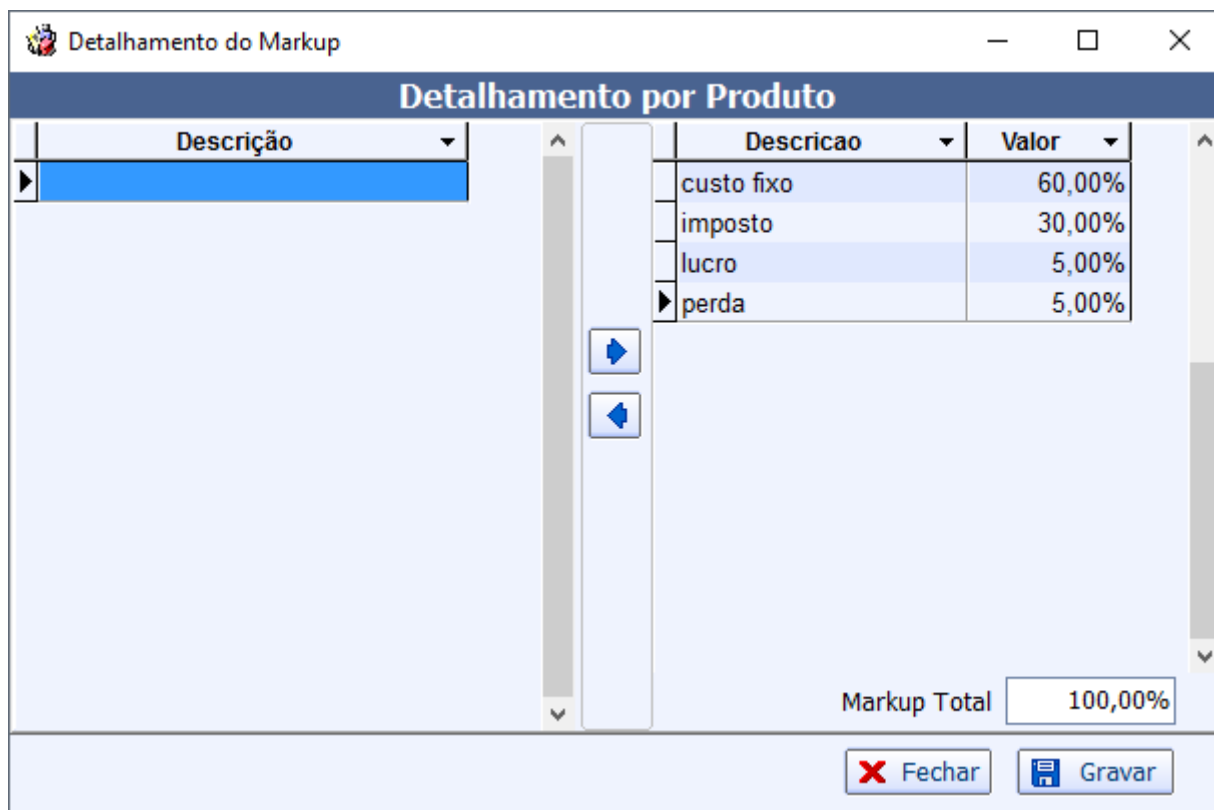 Detalhamento do Markup
Detalhamento por Produto
Descrição
Descricao Valor
custo fixo 60,00%
imposto 30,00%
lucro 5,00%
perda 5,00%
Markup Total 100,00%
Fechar Gravar